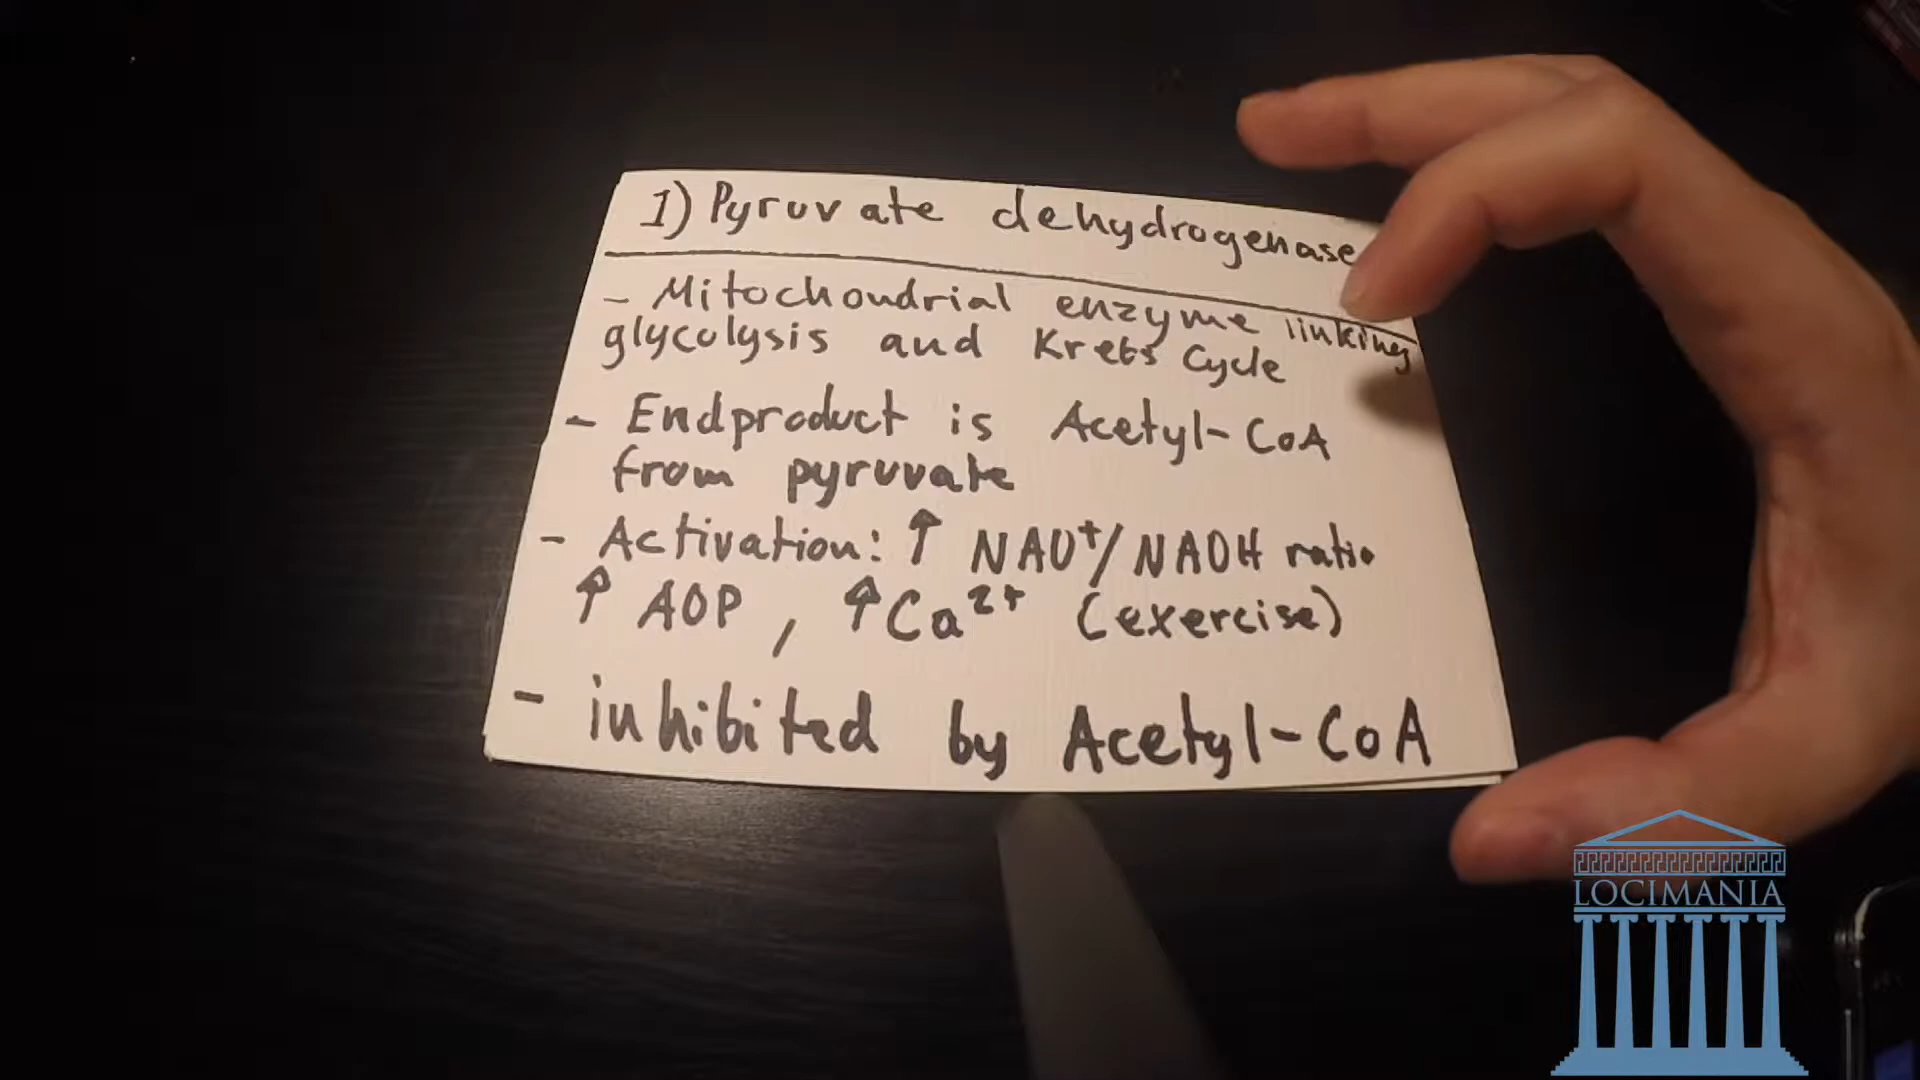 1) Pyruvate dehydrogenase
- Mitochondrial enzyme linking
glycolysis and Krebs Cycle
- Endproduct is Acetyl-CoA
from pyruvate
- Activation: ↑ NAD⁺/NADH ratio
↑ ADP, ↑Ca²⁺ (exercise)
- inhibited by Acetyl-CoA
LOCIMANIA